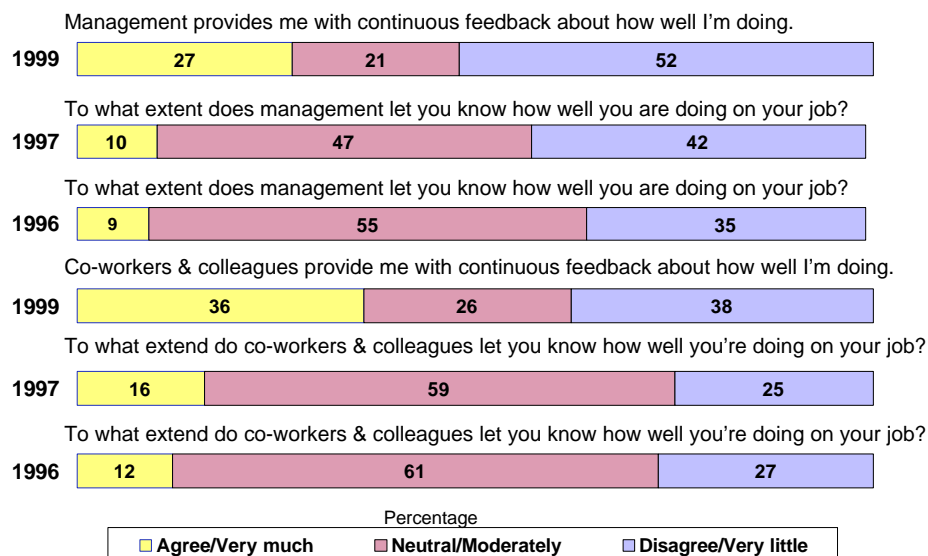 Management provides me with continuous feedback about how well I'm doing.
1999 27 21 52
To what extent does management let you know how well you are doing on your job?
1997 10 47 42
To what extent does management let you know how well you are doing on your job?
1996 9 55 35
Co-workers & colleagues provide me with continuous feedback about how well I'm doing.
1999 36 26 38
To what extend do co-workers & colleagues let you know how well you're doing on your job?
1997 16 59 25
To what extend do co-workers & colleagues let you know how well you're doing on your job?
1996 12 61 27
Percentage
Agree/Very much Neutral/Moderately Disagree/Very little